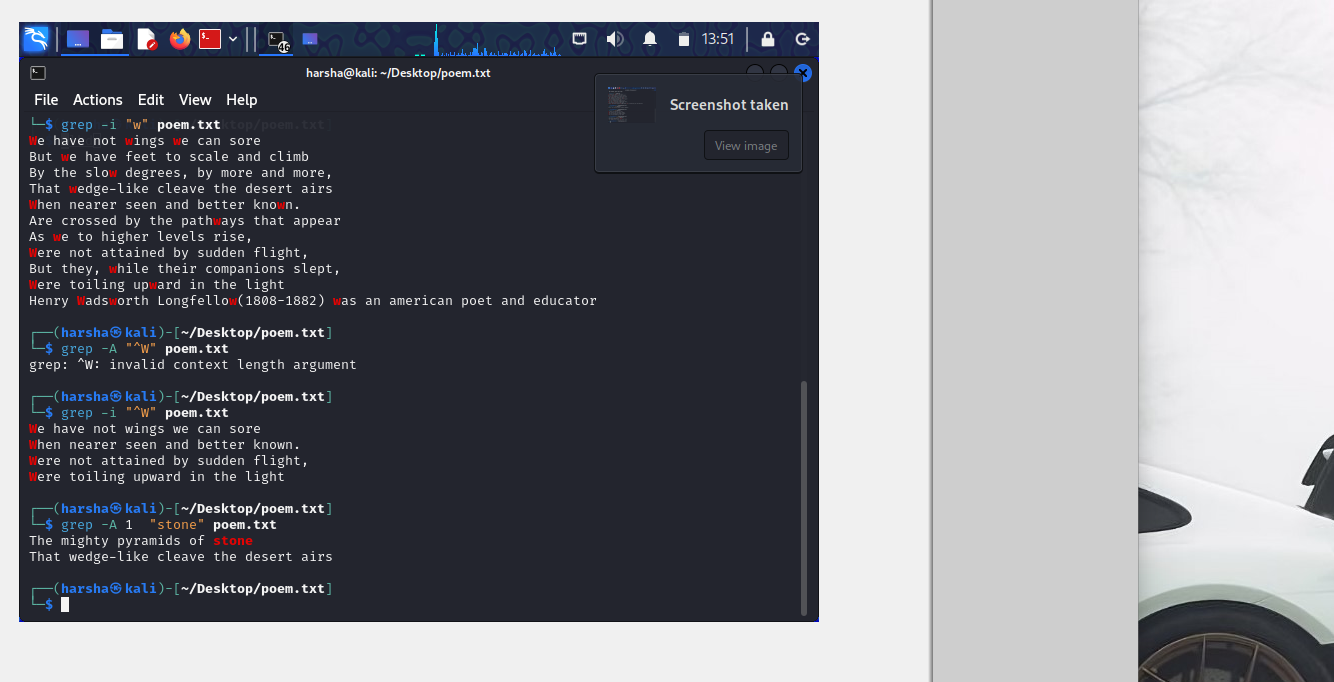 46
13:51
harsha@kali: ~/Desktop/poem.txt
File Actions Edit View Help
Screenshot taken
View image
└─$ grep -i "w" poem.txt
We have not wings we can sore
But we have feet to scale and climb
By the slow degrees, by more and more,
That wedge-like cleave the desert airs
When nearer seen and better known.
Are crossed by the pathways that appear
As we to higher levels rise,
Were not attained by sudden flight,
But they, while their companions slept,
Were toiling upward in the light
Henry Wadsworth Longfellow(1808-1882) was an american poet and educator
┌──(harsha㉿kali)-[~/Desktop/poem.txt]
└─$ grep -A "^W" poem.txt
grep: ^W: invalid context length argument
┌──(harsha㉿kali)-[~/Desktop/poem.txt]
└─$ grep -i "^W" poem.txt
We have not wings we can sore
When nearer seen and better known.
Were not attained by sudden flight,
Were toiling upward in the light
┌──(harsha㉿kali)-[~/Desktop/poem.txt]
└─$ grep -A 1  "stone" poem.txt
The mighty pyramids of stone
That wedge-like cleave the desert airs
┌──(harsha㉿kali)-[~/Desktop/poem.txt]
└─$